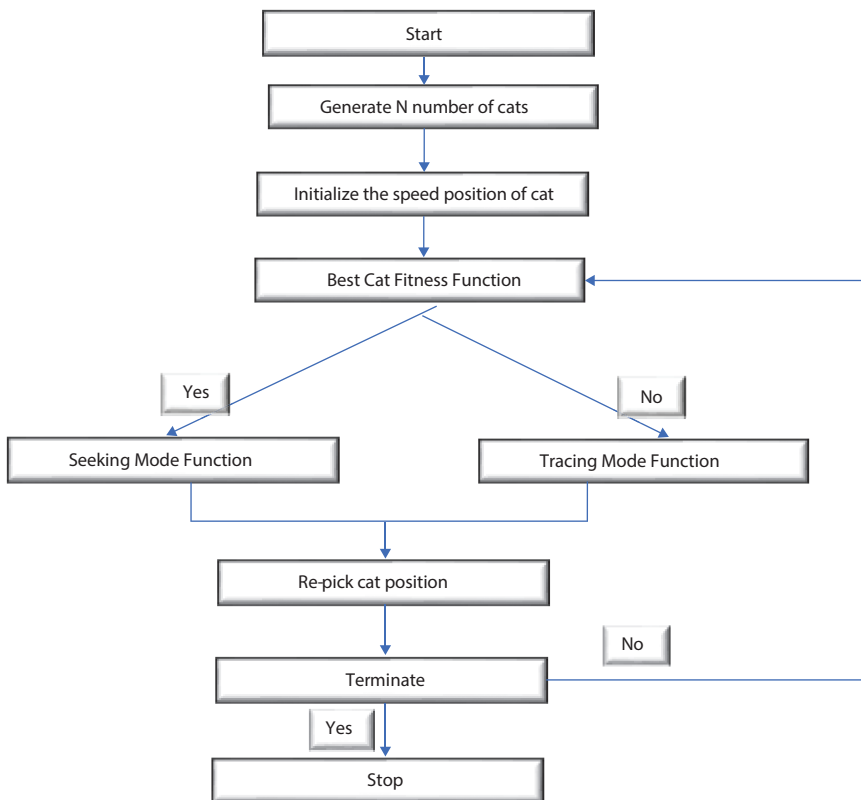 Start
Generate N number of cats
Initialize the speed position of cat
Best Cat Fitness Function
Yes
No
Seeking Mode Function
Tracing Mode Function
Re-pick cat position
No
Terminate
Yes
Stop